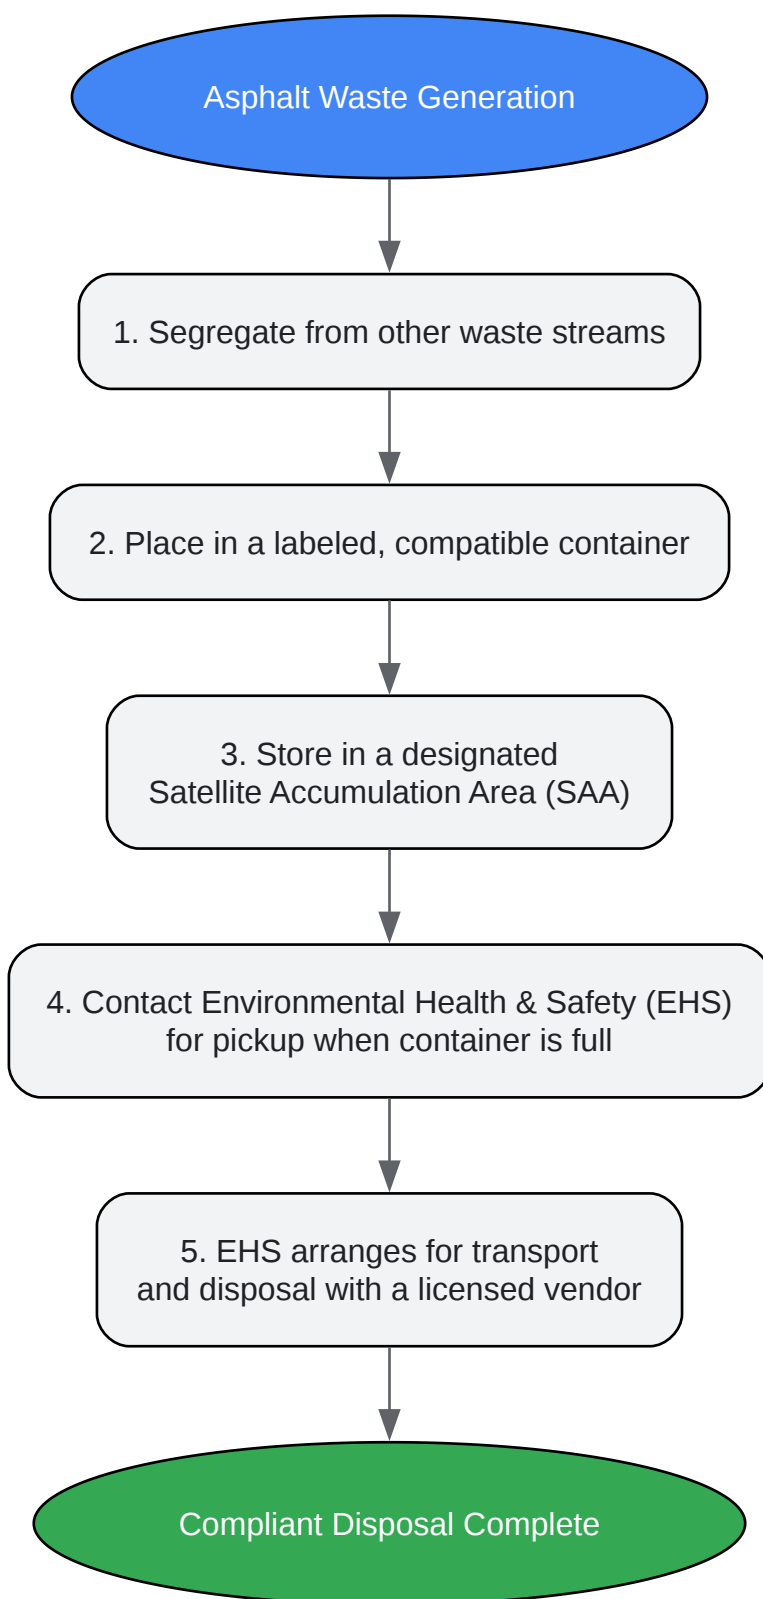 Asphalt Waste Generation
1. Segregate from other waste streams
2. Place in a labeled, compatible container
3. Store in a designated
Satellite Accumulation Area (SAA)
4. Contact Environmental Health & Safety (EHS)
for pickup when container is full
5. EHS arranges for transport
and disposal with a licensed vendor
Compliant Disposal Complete